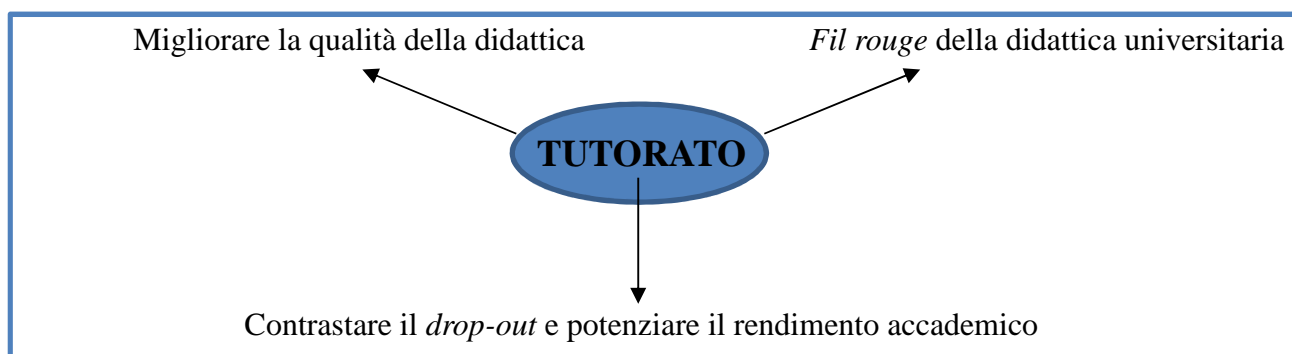 Migliorare la qualità della didattica
Fil rouge della didattica universitaria
TUTORATO
Contrastare il drop-out e potenziare il rendimento accademico